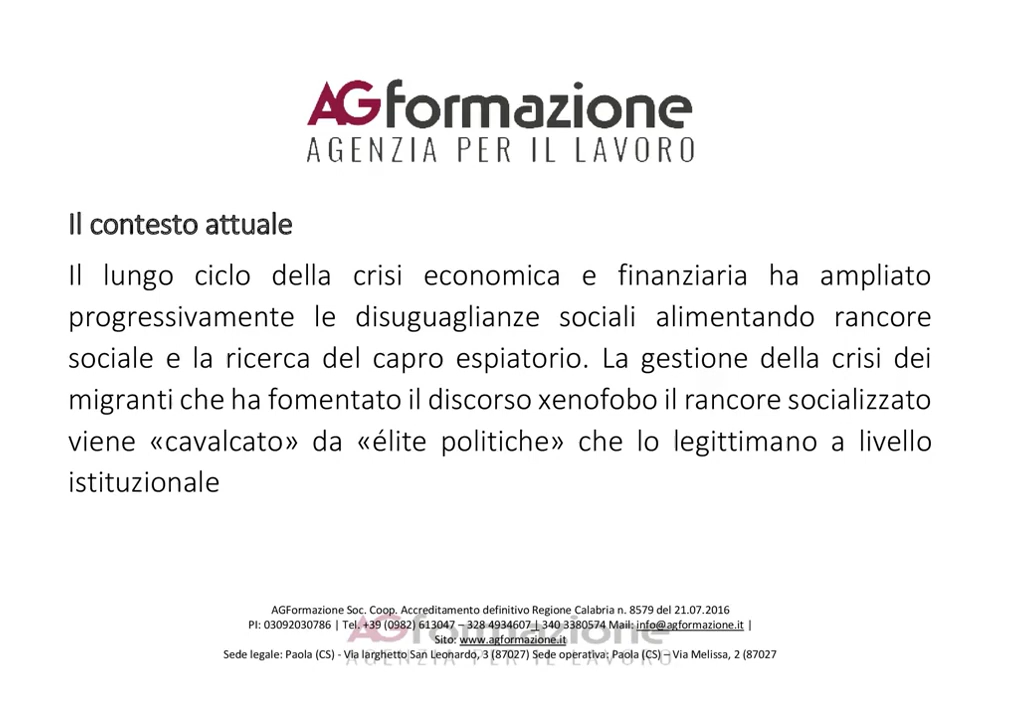 AGformazione
AGENZIA PER IL LAVORO
Il contesto attuale
Il lungo ciclo della crisi economica e finanziaria ha ampliato
progressivamente le disuguaglianze sociali alimentando rancore
sociale e la ricerca del capro espiatorio. La gestione della crisi dei
migranti che ha fomentato il discorso xenofobo il rancore socializzato
viene «cavalcato» da «élite politiche» che lo legittimano a livello
istituzionale
AGFormazione Soc. Coop. Accreditamento definitivo Regione Calabria n. 8579 del 21.07.2016
PI: 03092030786 | Tel. +39 (0982) 613047 – 328 4934607 | 340 3380574 Mail: info@agformazione.it |
Sito: www.agformazione.it
Sede legale: Paola (CS) - Via larghetto San Leonardo, 3 (87027) Sede operativa: Paola (CS) – Via Melissa, 2 (87027
AGformazione
AGENZIA PER IL LAVORO